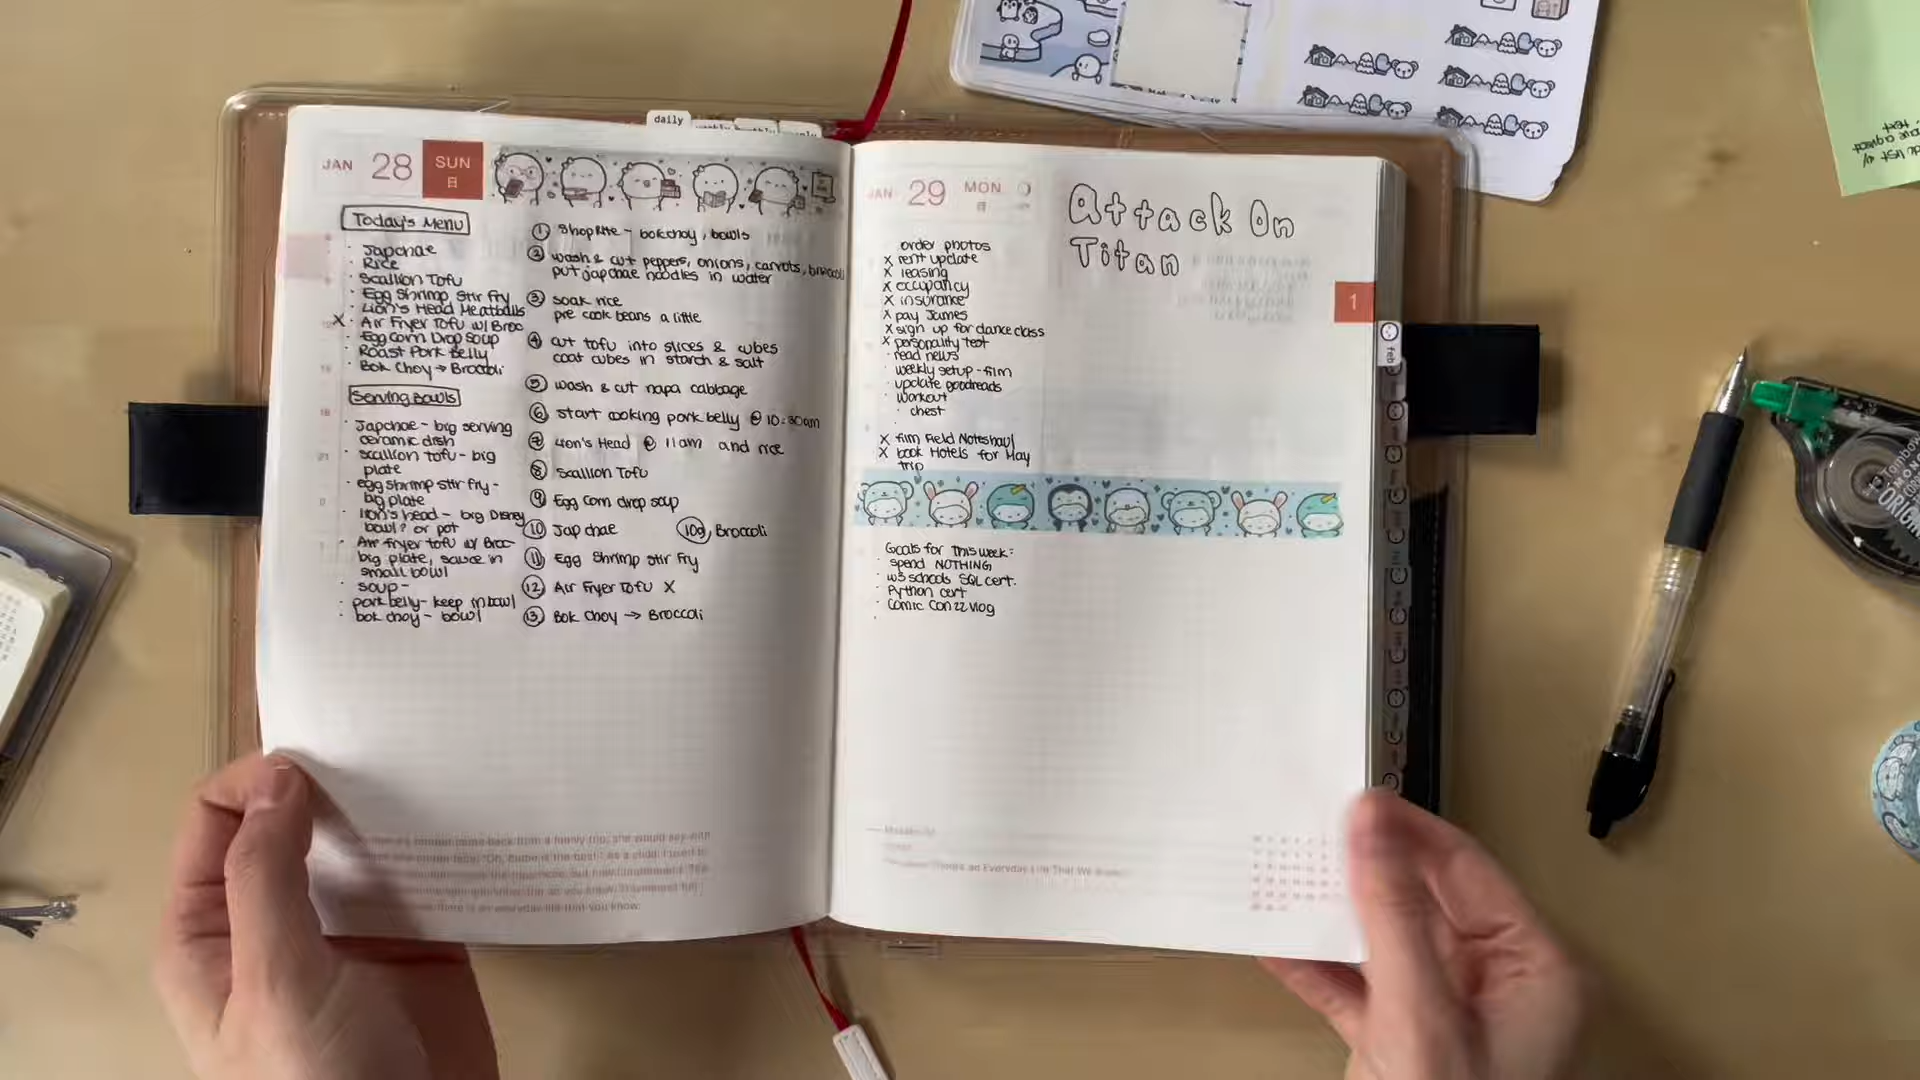 daily
JAN 28 SUN
日
Today's Menu
· Japchae
· Rice
· Scallion Tofu
· Egg Shrimp Stir Fry
· Lion's Head Meatballs
X · Air Fryer Tofu w/ Broc
· Egg Corn Drop Soup
· Roast Pork Belly
· Bok Choy → Broccoli
Serving Bowls
· Japchae - big serving
ceramic dish
· scallion tofu - big
plate
· egg shrimp stir fry -
big plate
· lion's head - big Disney
bowl? or pot
· Air fryer tofu w/ Broc -
big plate, sauce in
small bowl
· soup -
· pork belly - keep in bowl
· bok choy - bowl
① ShopRite - bok choy, bowls
② wash & cut peppers, onions, carrots, broccoli
put japchae noodles in water
③ soak rice
pre cook beans a little
④ cut tofu into slices & cubes
coat cubes in starch & salt
⑤ wash & cut napa cabbage
⑥ start cooking pork belly @ 10:30am
⑦ Lion's Head @ 11am and rice
⑧ Scallion Tofu
⑨ Egg corn drop soup
⑩ Japchae
Broccoli
⑪ Egg Shrimp stir fry
⑫ Air Fryer Tofu X
⑬ Bok Choy → Broccoli
JAN 29 MON
Attack On
Titan
order photos
X rent update
X leasing
X occupancy
X insurance
X pay James
X sign up for dance class
X personality test
· read news
· weekly setup - film
· update goodreads
· workout
· chest
X film Field Notes haul
X book Hotels for May
trip
Goals for this week:
· spend NOTHING
· w3 schools SQL cert.
· Python cert
· Comic Con 22 vlog
1
feb
Tombow
MONO
ORIGINAL